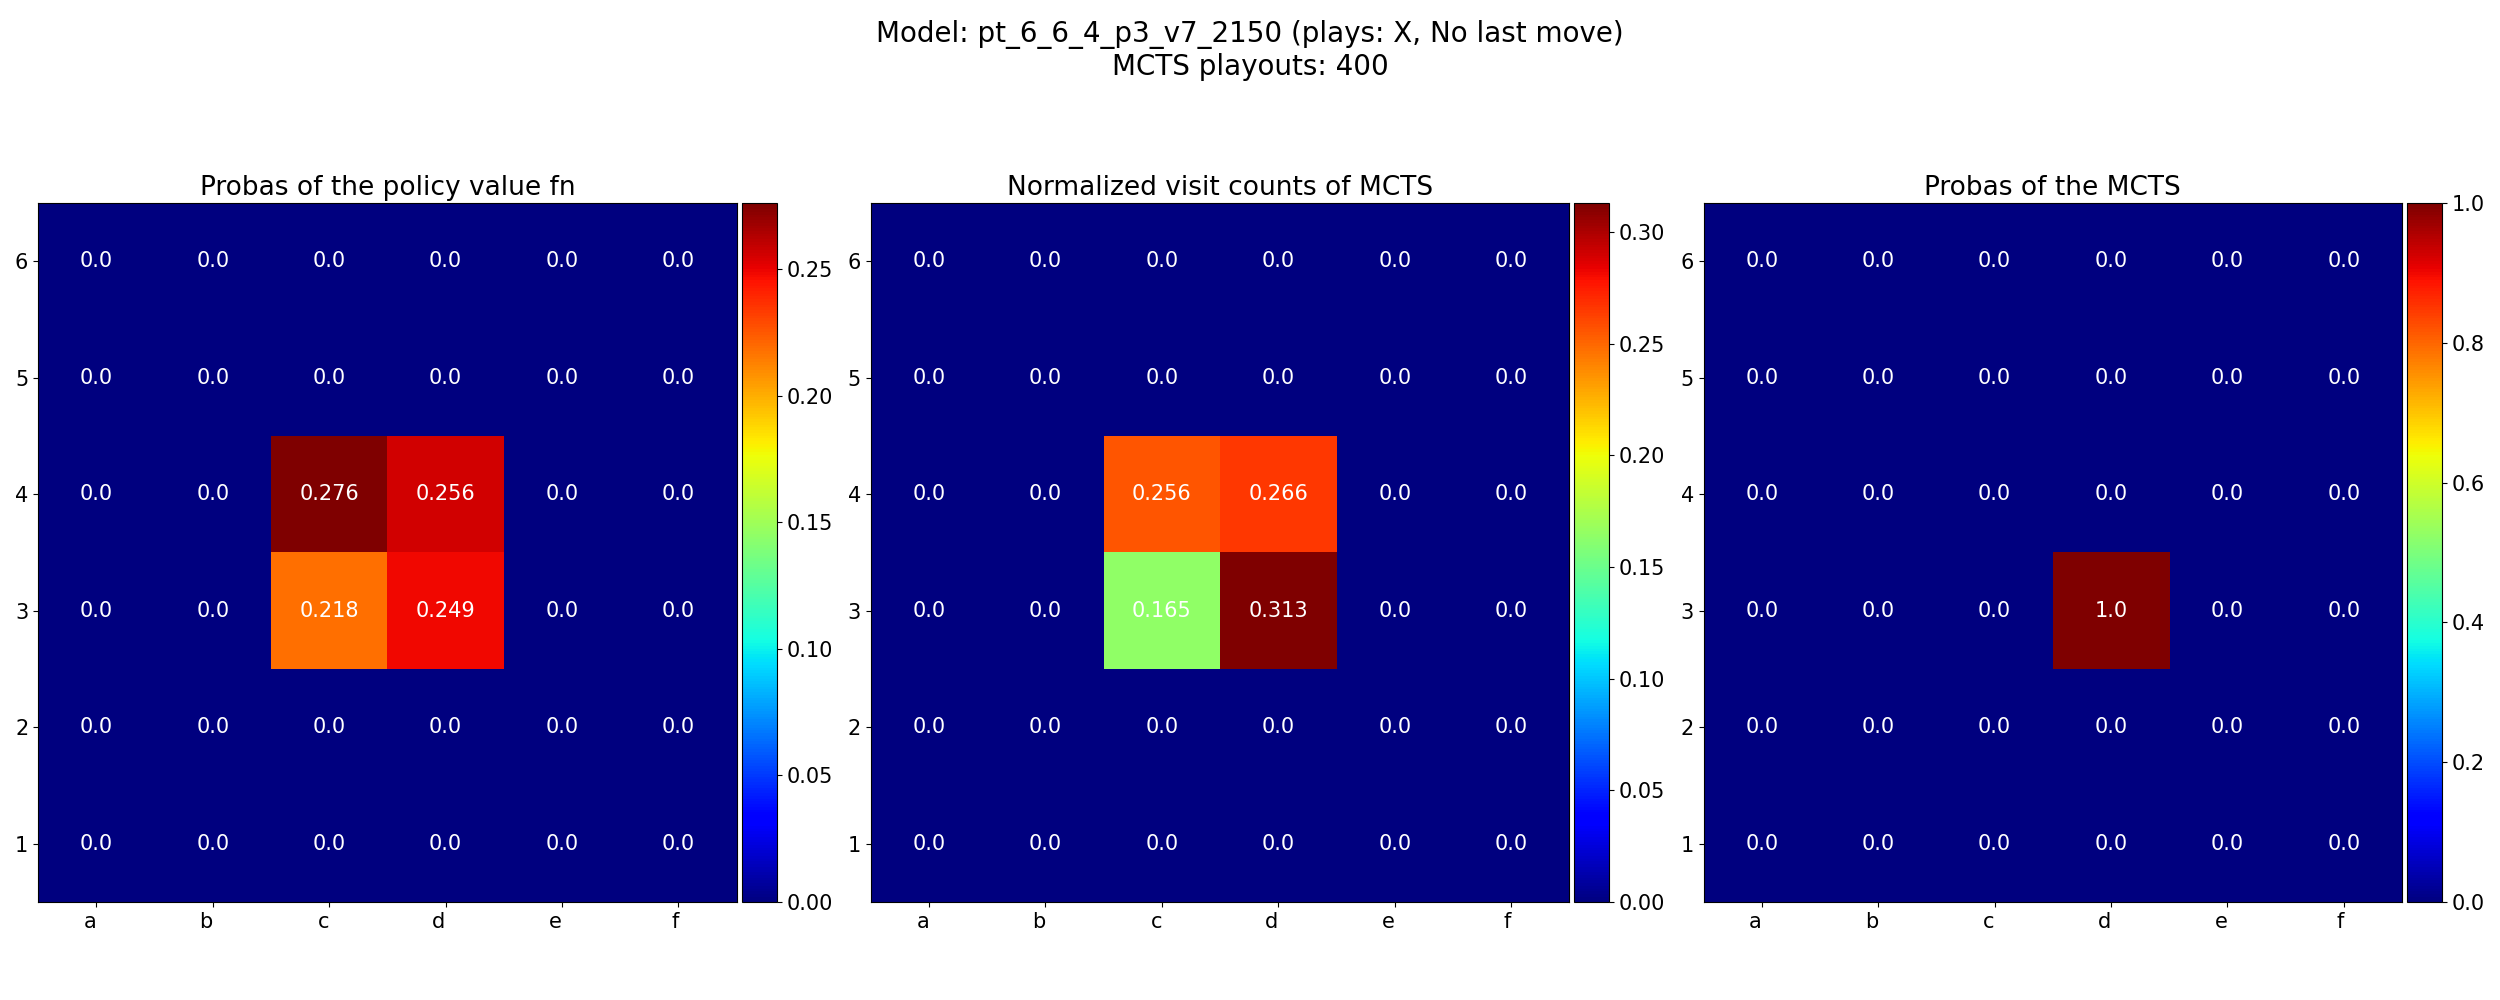 Model: pt_6_6_4_p3_v7_2150 (plays: X, No last move)
MCTS playouts: 400
Probas of the policy value fn
6 0.0 0.0 0.0 0.0 0.0 0.0
5 0.0 0.0 0.0 0.0 0.0 0.0
4 0.0 0.0 0.276 0.256 0.0 0.0
3 0.0 0.0 0.218 0.249 0.0 0.0
2 0.0 0.0 0.0 0.0 0.0 0.0
1 0.0 0.0 0.0 0.0 0.0 0.0
a b c d e f
0.25
0.20
0.15
0.10
0.05
0.00
Normalized visit counts of MCTS
6 0.0 0.0 0.0 0.0 0.0 0.0
5 0.0 0.0 0.0 0.0 0.0 0.0
4 0.0 0.0 0.256 0.266 0.0 0.0
3 0.0 0.0 0.165 0.313 0.0 0.0
2 0.0 0.0 0.0 0.0 0.0 0.0
1 0.0 0.0 0.0 0.0 0.0 0.0
a b c d e f
0.30
0.25
0.20
0.15
0.10
0.05
0.00
Probas of the MCTS
6 0.0 0.0 0.0 0.0 0.0 0.0
5 0.0 0.0 0.0 0.0 0.0 0.0
4 0.0 0.0 0.0 0.0 0.0 0.0
3 0.0 0.0 0.0 1.0 0.0 0.0
2 0.0 0.0 0.0 0.0 0.0 0.0
1 0.0 0.0 0.0 0.0 0.0 0.0
a b c d e f
1.0
0.8
0.6
0.4
0.2
0.0